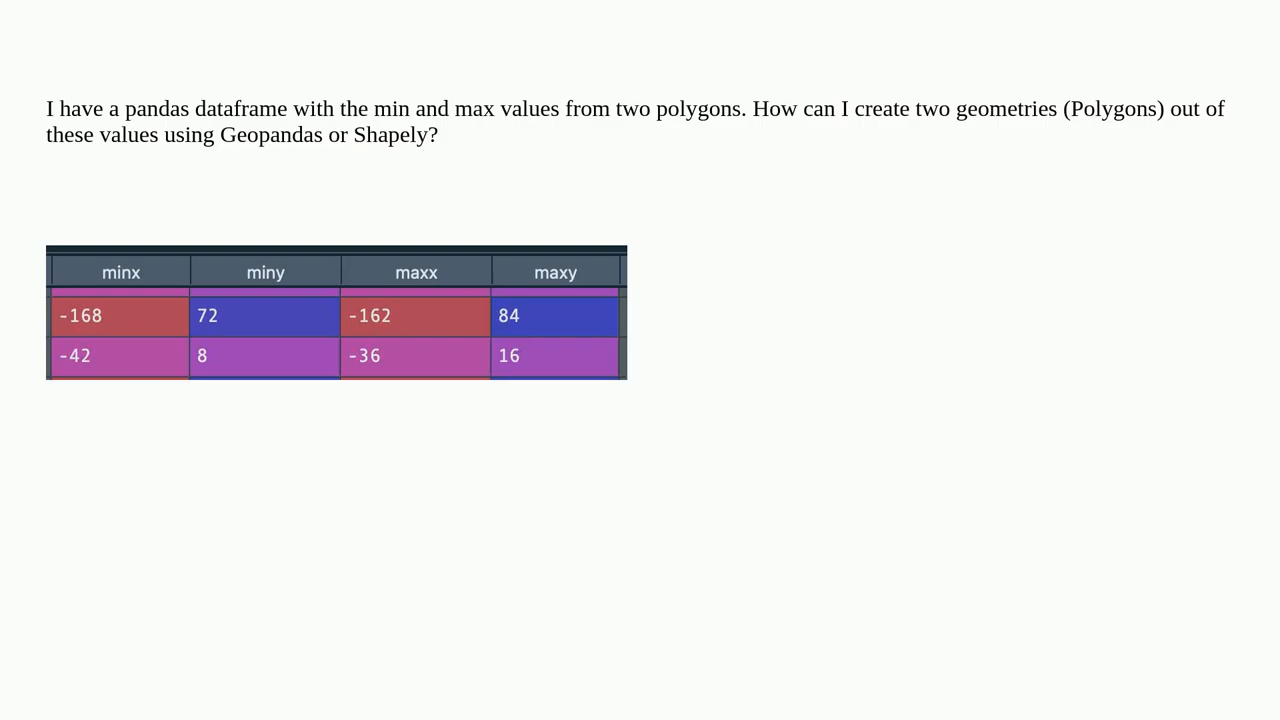 I have a pandas dataframe with the min and max values from two polygons. How can I create two geometries (Polygons) out of
these values using Geopandas or Shapely?
minx miny maxx maxy
-168 72 -162 84
-42 8 -36 16